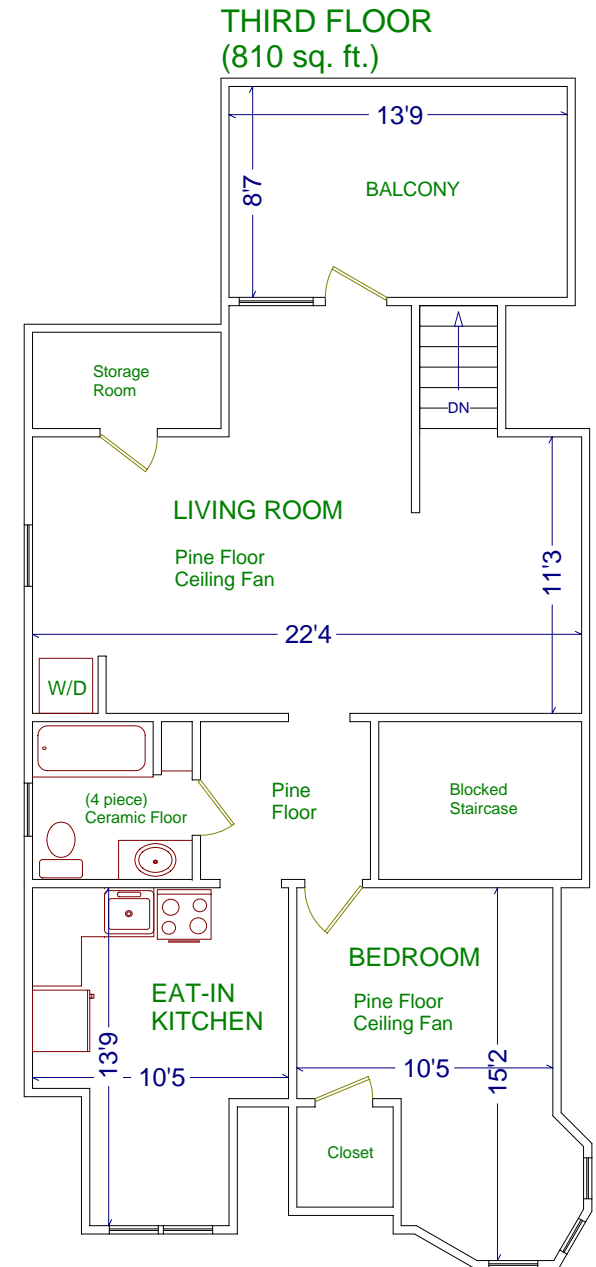 THIRD FLOOR
(810 sq. ft.)
13'9
8'7
BALCONY
Storage
Room
DN
LIVING ROOM
Pine Floor
Ceiling Fan
11'3
22'4
W/D
(4 piece)
Ceramic Floor
Pine
Floor
Blocked
Staircase
EAT-IN
KITCHEN
13'9
10'5
BEDROOM
Pine Floor
Ceiling Fan
10'5
15'2
Closet